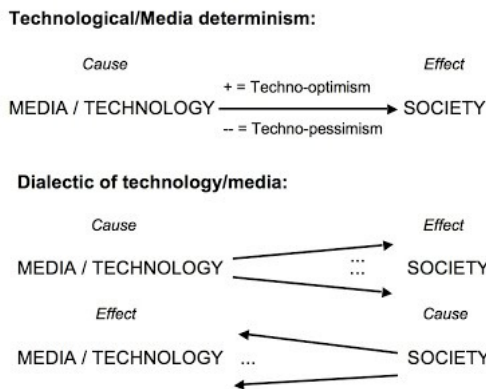 Technological/Media determinism:
Cause Effect
+ = Techno-optimism
MEDIA / TECHNOLOGY SOCIETY
-- = Techno-pessimism
Dialectic of technology/media:
Cause Effect
...
MEDIA / TECHNOLOGY ... SOCIETY
Effect Cause
MEDIA / TECHNOLOGY ... SOCIETY